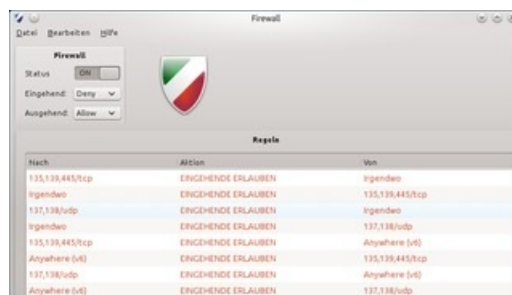 Firewall
Datei Bearbeiten Hilfe
Firewall
Status ON
Eingehend: Deny
Ausgehend: Allow
Regeln
Nach Aktion Von
135,139,445/tcp EINGEHENDE ERLAUBEN Irgendwo
Irgendwo EINGEHENDE ERLAUBEN 135,139,445/tcp
137,138/udp EINGEHENDE ERLAUBEN Irgendwo
Irgendwo EINGEHENDE ERLAUBEN 137,138/udp
135,139,445/tcp EINGEHENDE ERLAUBEN Anywhere (v6)
Anywhere (v6) EINGEHENDE ERLAUBEN 135,139,445/tcp
137,138/udp EINGEHENDE ERLAUBEN Anywhere (v6)
Anywhere (v6) EINGEHENDE ERLAUBEN 137,138/udp